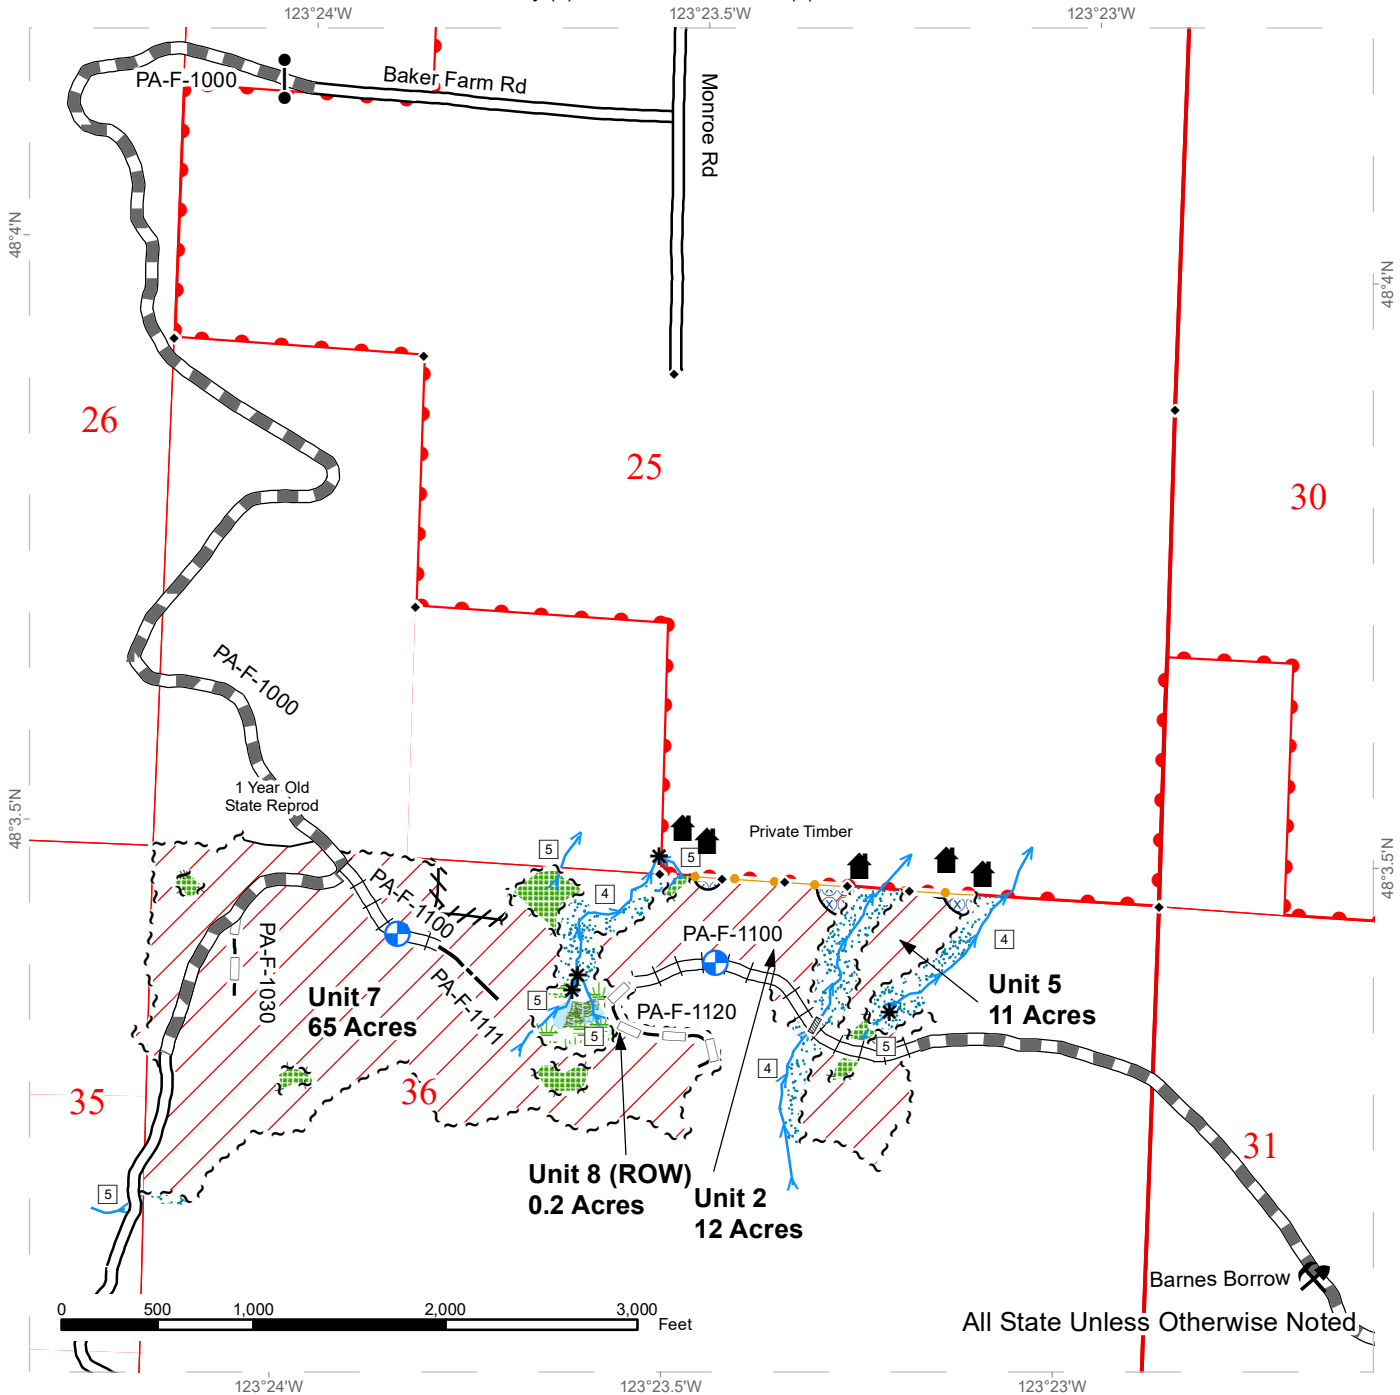 123°24'W
123°23.5'W
123°23'W
PA-F-1000
Baker Farm Rd
Monroe Rd
48°4'N
48°4'N
26
25
30
PA-F-1000
1 Year Old
State Reprod
48°3.5'N
48°3.5'N
Private Timber
5
5
4
PA-F-1100
PA-F-1100
4
PA-F-1030
PA-F-1111
Unit 7
65 Acres
5
5
PA-F-1120
Unit 5
11 Acres
5
4
35
36
31
Unit 8 (ROW)
0.2 Acres
Unit 2
12 Acres
5
Barnes Borrow
0
500
1,000
2,000
3,000
Feet
All State Unless Otherwise Noted
123°24'W
123°23.5'W
123°23'W